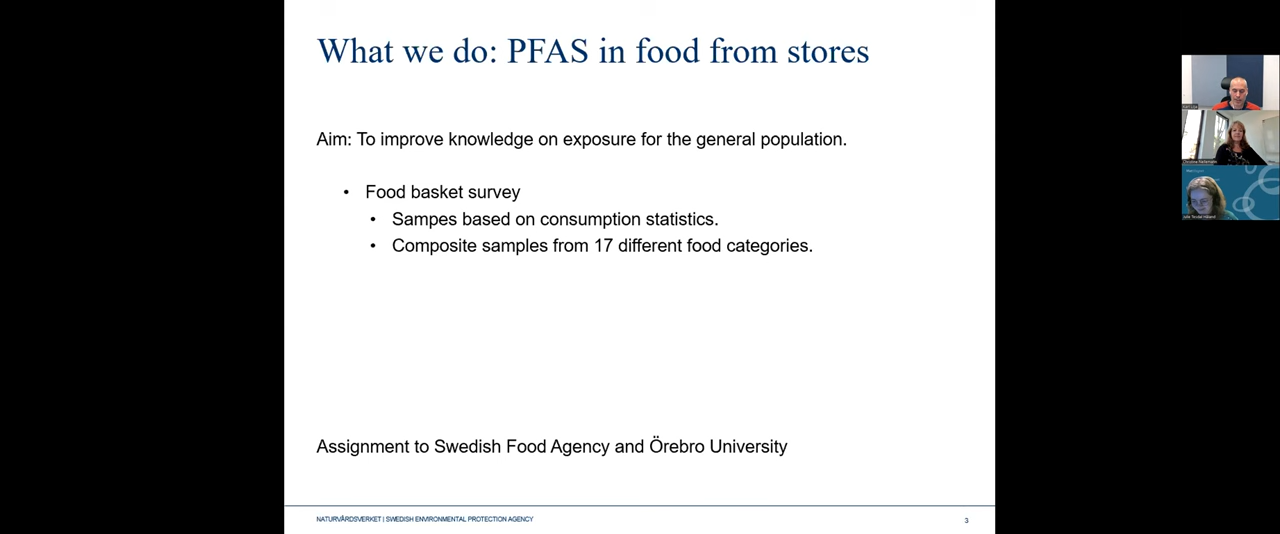 What we do: PFAS in food from stores
Aim: To improve knowledge on exposure for the general population.
• Food basket survey
• Sampes based on consumption statistics.
• Composite samples from 17 different food categories.
Assignment to Swedish Food Agency and Örebro University
NATURVÅRDSVERKET | SWEDISH ENVIRONMENTAL PROTECTION AGENCY
3